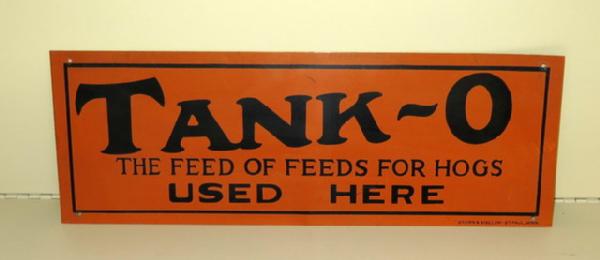 TANK-O
THE FEED OF FEEDS FOR HOGS
USED HERE